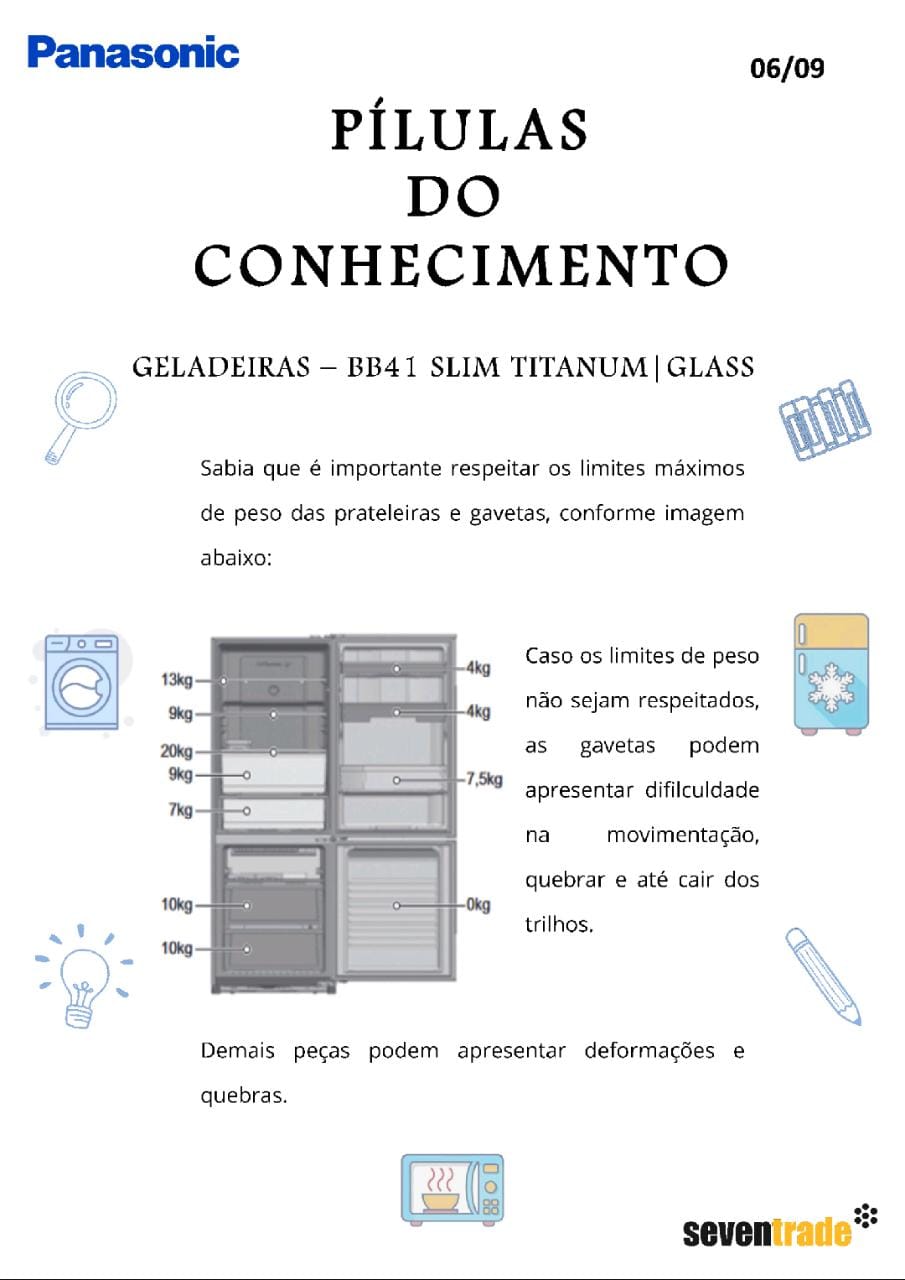 Panasonic
06/09
PÍLULAS
DO
CONHECIMENTO
GELADEIRAS – BB41 SLIM TITANUM|GLASS
Sabia que é importante respeitar os limites máximos
de peso das prateleiras e gavetas, conforme imagem
abaixo:
13kg
9kg
20kg
9kg
7kg
10kg
10kg
4kg
4kg
7,5kg
0kg
Caso os limites de peso
não sejam respeitados,
as gavetas podem
apresentar difilculdade
na movimentação,
quebrar e até cair dos
trilhos.
Demais peças podem apresentar deformações e
quebras.
seventrade